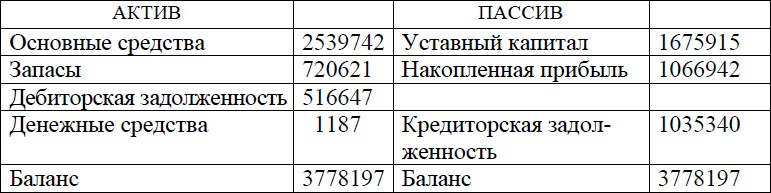 АКТИВ ПАССИВ
Основные средства 2539742 Уставный капитал 1675915
Запасы 720621 Накопленная прибыль 1066942
Дебиторская задолженность 516647
Денежные средства 1187 Кредиторская задол- 1035340
женность
Баланс 3778197 Баланс 3778197